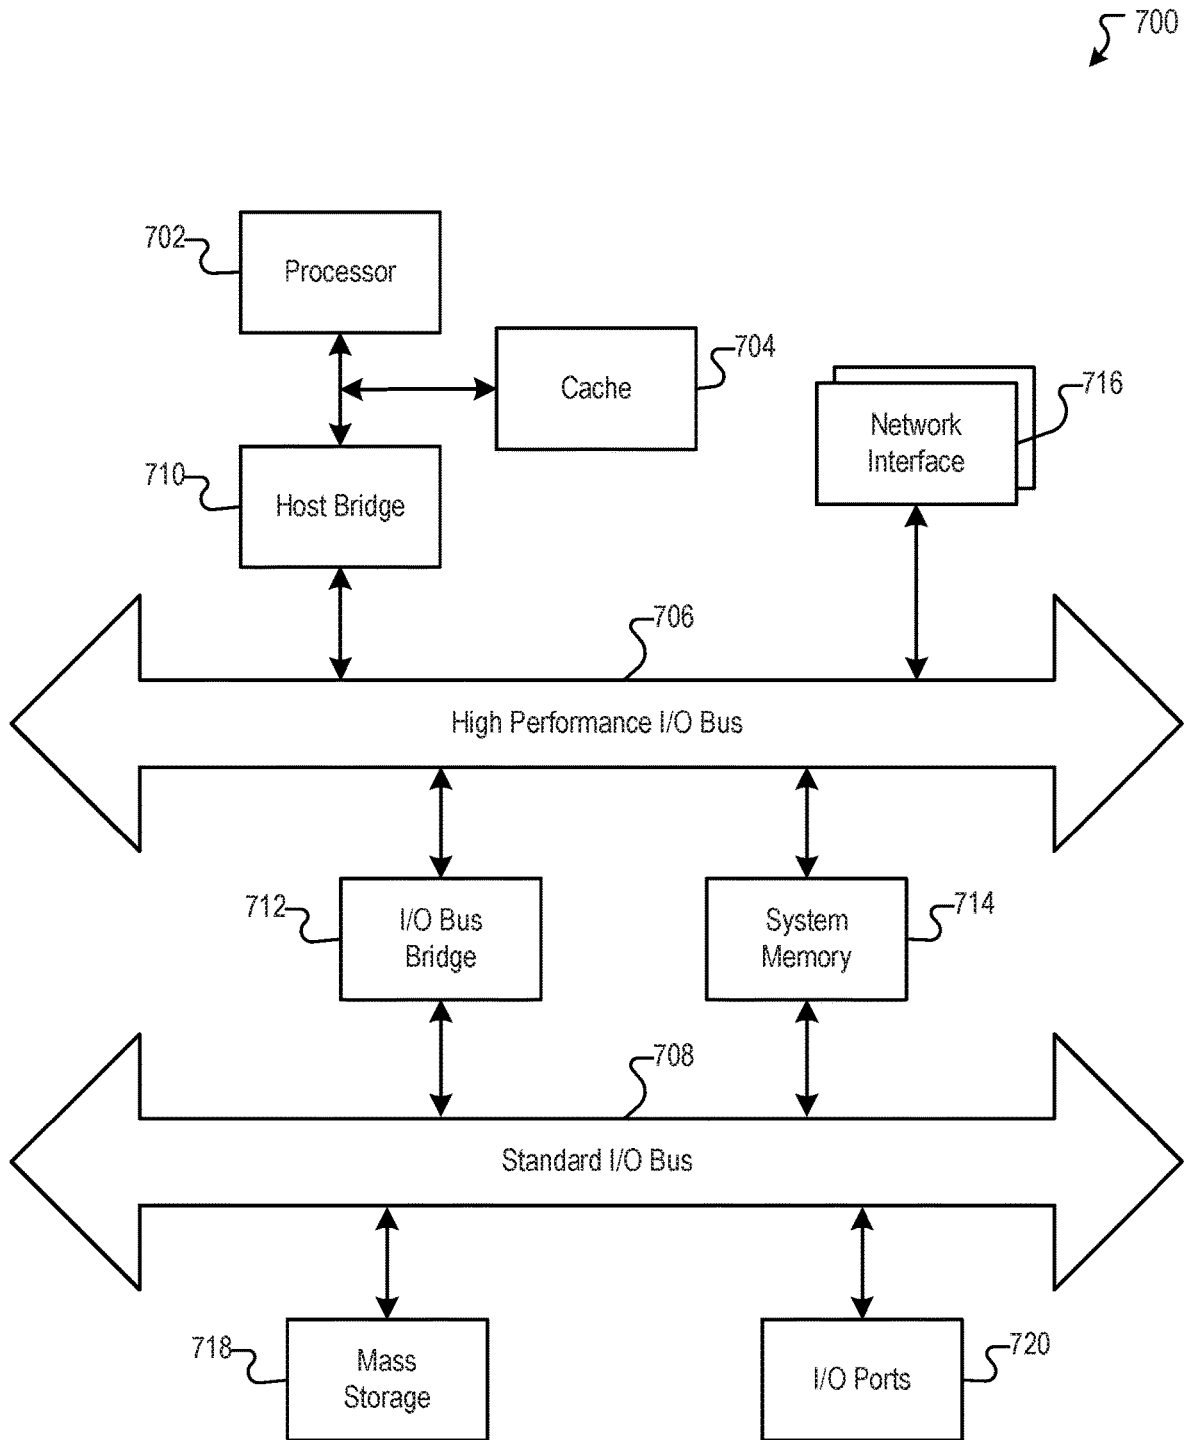 700
702
Processor
704
Cache
716
Network
Interface
710
Host Bridge
706
High Performance I/O Bus
712
I/O Bus
Bridge
System
Memory
714
708
Standard I/O Bus
718
Mass
Storage
I/O Ports
720